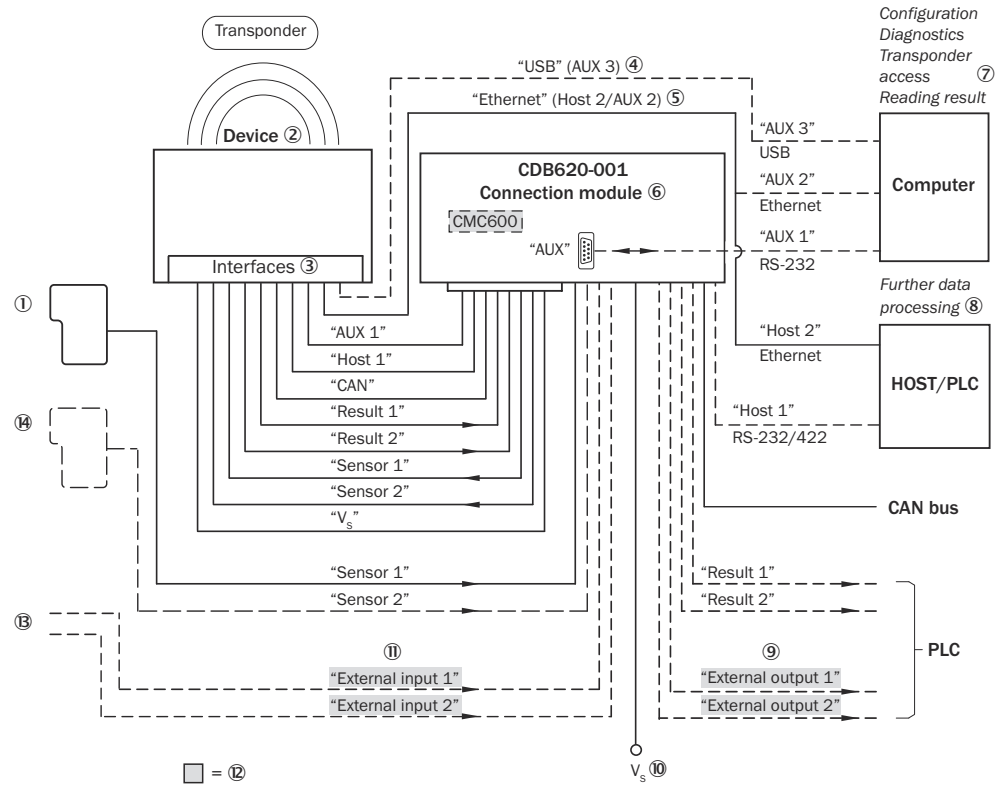 Configuration
Diagnostics
Transponder
access ⑦
Reading result
Transponder
“USB” (AUX 3) ④
“Ethernet” (Host 2/AUX 2) ⑤
Device ②
“AUX 3”
USB
CDB620-001
Connection module ⑥
“AUX 2”
Ethernet
Computer
CMC600
“AUX”
“AUX 1”
RS-232
Interfaces ③
Further data
processing ⑧
①
“AUX 1”
“Host 2”
Ethernet
“Host 1”
HOST/PLC
“CAN”
“Result 1”
“Host 1”
RS-232/422
⑭
“Result 2”
“Sensor 1”
“Sensor 2”
CAN bus
“Vs”
“Sensor 1”
“Result 1”
“Sensor 2”
“Result 2”
⑬
PLC
⑪
⑨
“External input 1”
“External output 1”
“External input 2”
“External output 2”
= ⑫
Vs ⑩